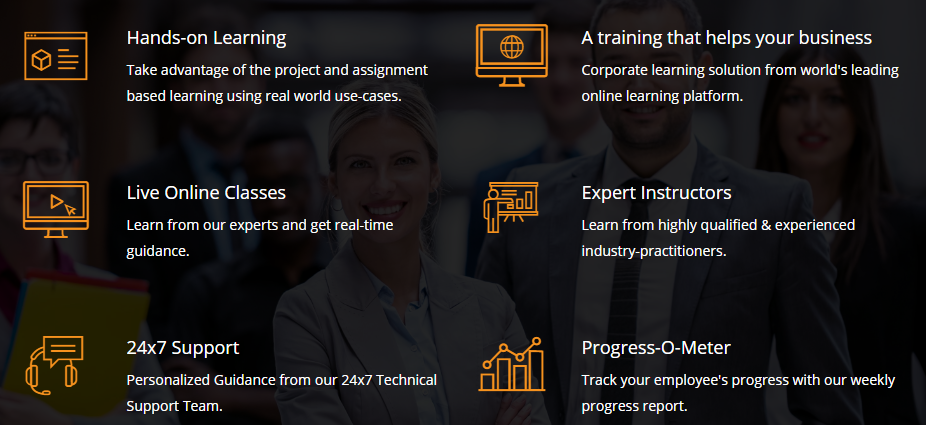 Hands-on Learning
Take advantage of the project and assignment
based learning using real world use-cases.
A training that helps your business
Corporate learning solution from world's leading
online learning platform.
Live Online Classes
Learn from our experts and get real-time
guidance.
Expert Instructors
Learn from highly qualified & experienced
industry-practitioners.
24x7 Support
Personalized Guidance from our 24x7 Technical
Support Team.
Progress-O-Meter
Track your employee's progress with our weekly
progress report.